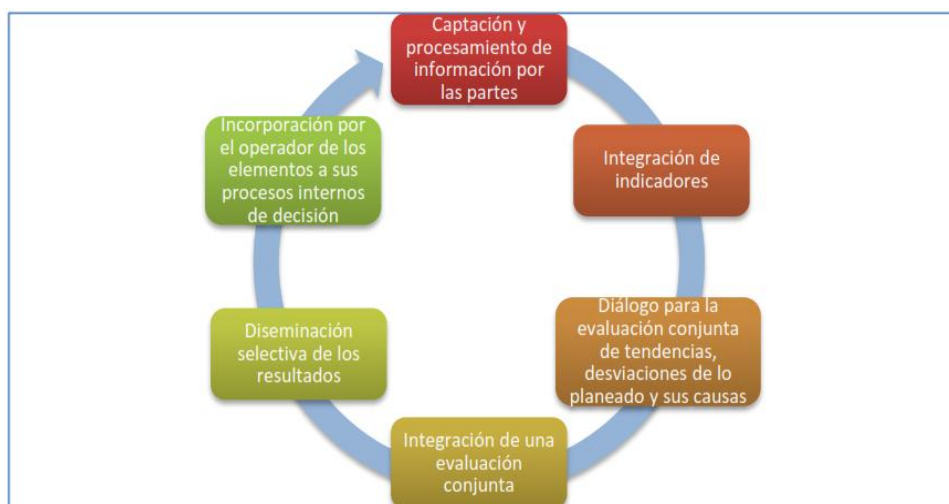 Captación y
procesamiento de
información por
las partes
Integración de
indicadores
Diálogo para la
evaluación conjunta
de tendencias,
desviaciones de lo
planeado y sus causas
Integración de una
evaluación
conjunta
Diseminación
selectiva de los
resultados
Incorporación por
el operador de los
elementos a sus
procesos internos
de decisión